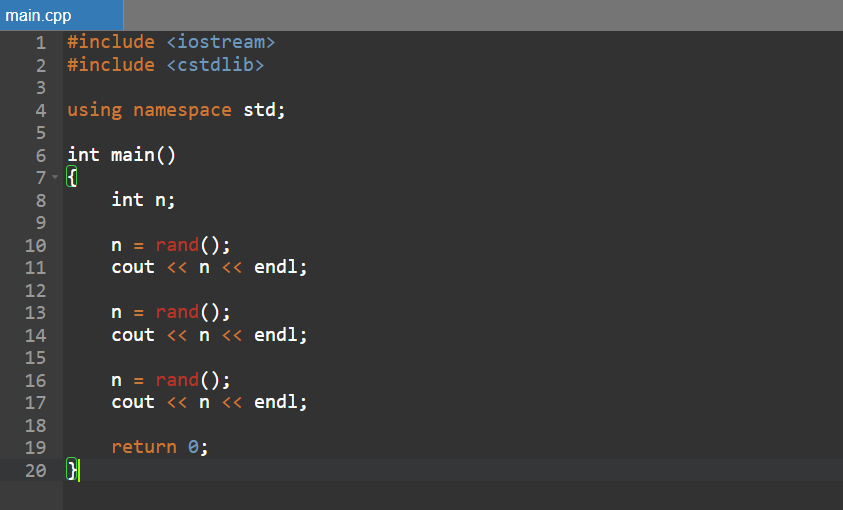 main.cpp
1 #include <iostream>
2 #include <cstdlib>
3
4 using namespace std;
5
6 int main()
7 {
8     int n;
9
10     n = rand();
11     cout << n << endl;
12
13     n = rand();
14     cout << n << endl;
15
16     n = rand();
17     cout << n << endl;
18
19     return 0;
20 }